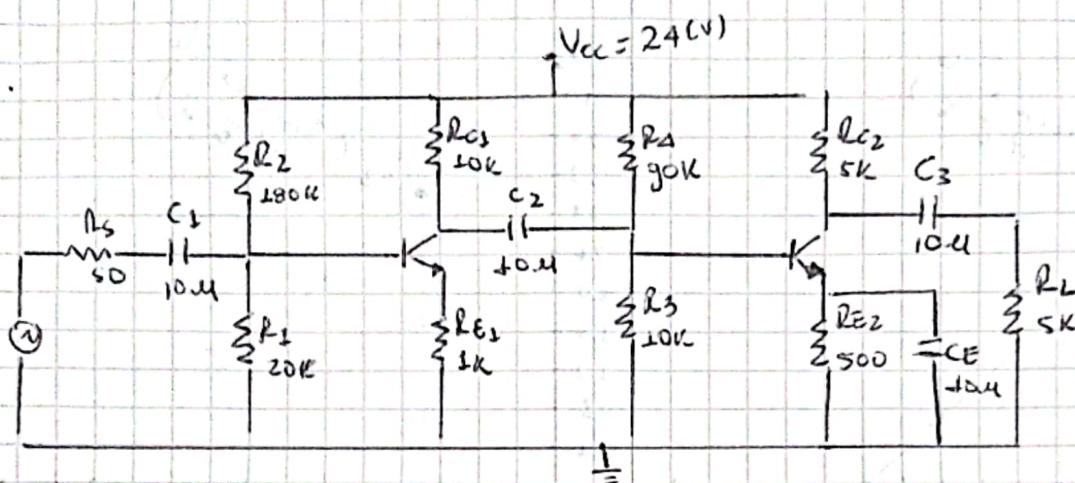 Vcc = 24(V)
R2
180K
RC1
10K
R4
90K
RC2
5K
C3
10µ
RS
50
C1
10µ
C2
10µ
R1
20K
RE1
1K
R3
10K
RE2
500
CE
10µ
RL
5K